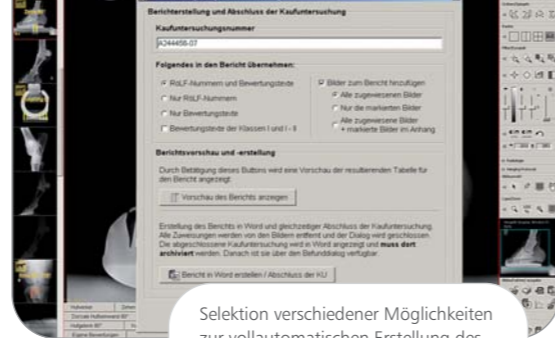 Berichterstellung und Abschluss der Kaufuntersuchung
Kaufuntersuchungsnummer
A244456-07
Folgendes in den Bericht übernehmen:
RöLF-Nummern und Bewertungstexte
Nur RöLF-Nummern
Nur Bewertungstexte
Bewertungstexte der Klassen I und I - II
Bilder zum Bericht hinzufügen
Alle zugewiesenen Bilder
Nur die markierten Bilder
Alle zugewiesene Bilder
+ markierte Bilder im Anhang
Berichtsvorschau und -erstellung
Durch Betätigung dieses Buttons wird eine Vorschau der resultierenden Tabelle für
den Bericht angezeigt.
Vorschau des Berichts anzeigen
Erstellung des Berichts in Word und gleichzeitiger Abschluss der Kaufuntersuchung.
Alle Zuweisungen werden von den Bildern entfernt und der Dialog wird geschlossen.
Die abgeschlossene Kaufuntersuchung wird in Word angezeigt und muss dort
archiviert werden. Danach ist sie über den Befunddialog verfügbar.
Bericht in Word erstellen / Abschluss der KU
Selektion verschiedener Möglichkeiten
zur vollautomatischen Erstellung des